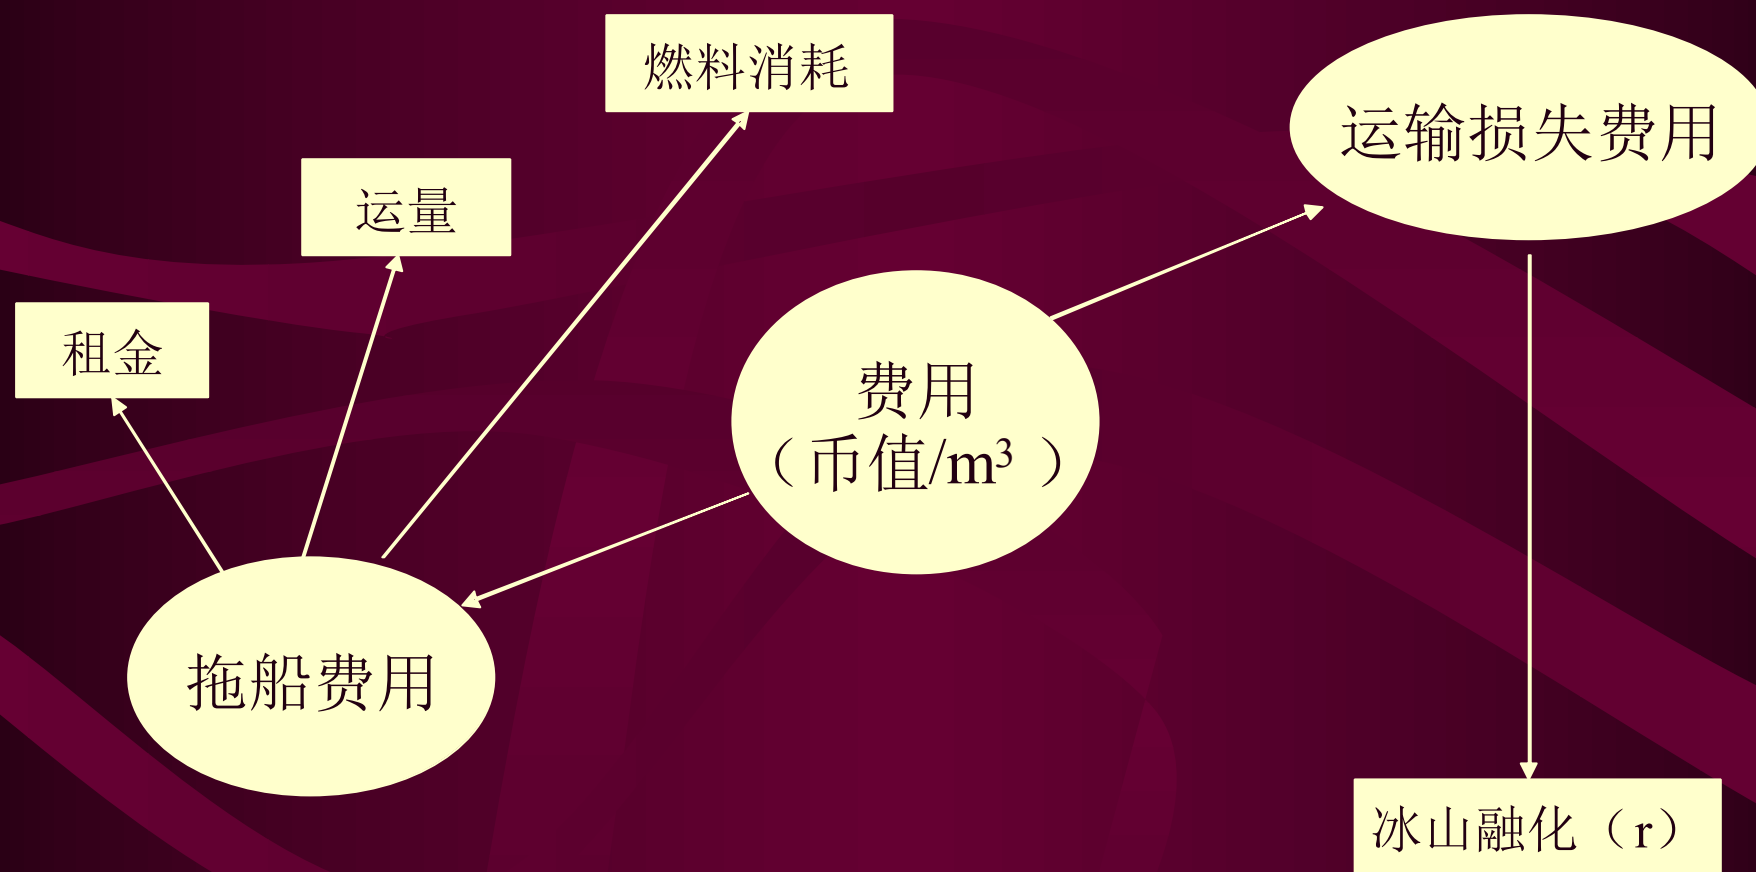 燃料消耗
运输损失费用
运量
租金
费用
（币值/m³ ）
拖船费用
冰山融化（r）